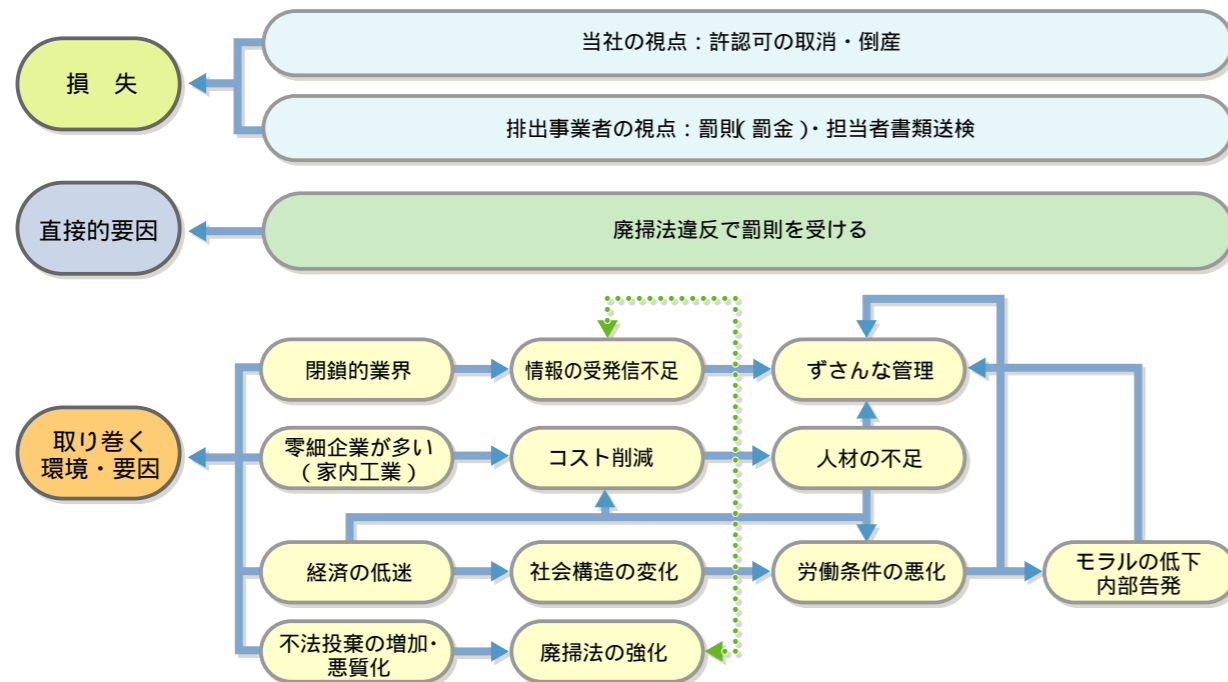 損　失
当社の視点：許認可の取消・倒産
排出事業者の視点：罰則(罰金)・担当者書類送検
直接的要因
廃掃法違反で罰則を受ける
取り巻く
環境・要因
閉鎖的業界
情報の受発信不足
ずさんな管理
零細企業が多い
(家内工業)
コスト削減
人材の不足
経済の低迷
社会構造の変化
労働条件の悪化
モラルの低下
内部告発
不法投棄の増加・
悪質化
廃掃法の強化